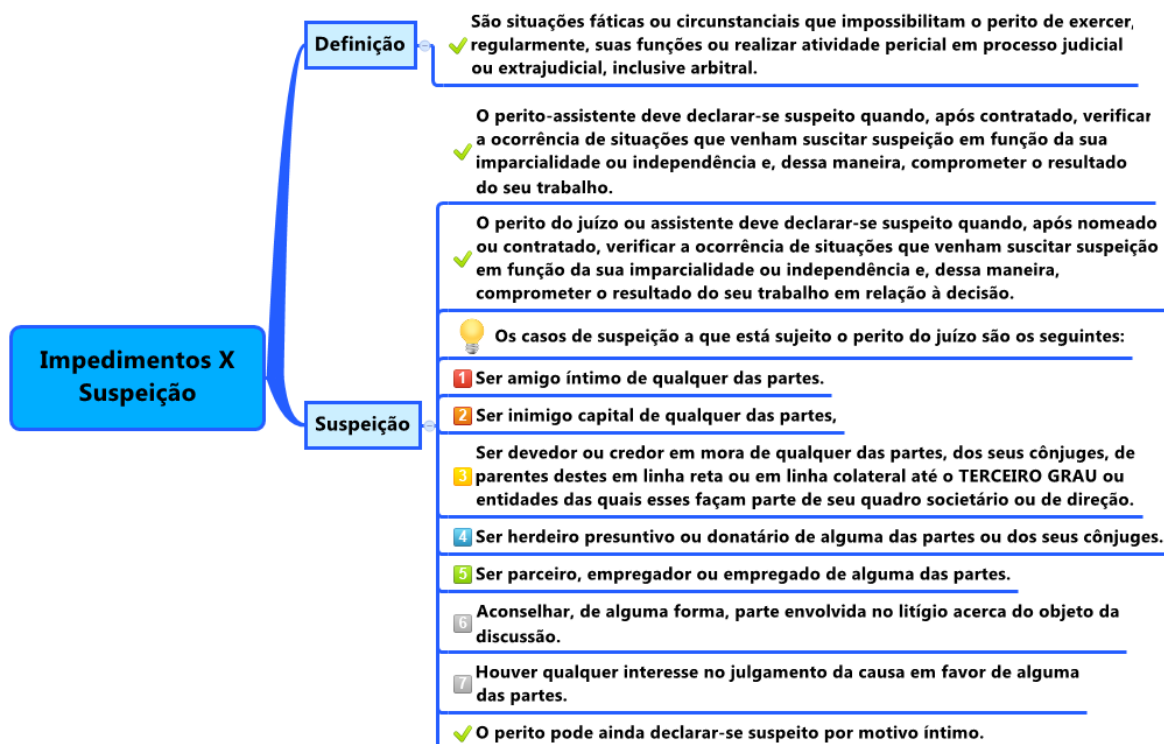 Impedimentos X
Suspeição
Definição
São situações fáticas ou circunstanciais que impossibilitam o perito de exercer,
regularmente, suas funções ou realizar atividade pericial em processo judicial
ou extrajudicial, inclusive arbitral.
Suspeição
O perito-assistente deve declarar-se suspeito quando, após contratado, verificar
a ocorrência de situações que venham suscitar suspeição em função da sua
imparcialidade ou independência e, dessa maneira, comprometer o resultado
do seu trabalho.
O perito do juízo ou assistente deve declarar-se suspeito quando, após nomeado
ou contratado, verificar a ocorrência de situações que venham suscitar suspeição
em função da sua imparcialidade ou independência e, dessa maneira,
comprometer o resultado do seu trabalho em relação à decisão.
Os casos de suspeição a que está sujeito o perito do juízo são os seguintes:
1 Ser amigo íntimo de qualquer das partes.
2 Ser inimigo capital de qualquer das partes,
3 Ser devedor ou credor em mora de qualquer das partes, dos seus cônjuges, de
parentes destes em linha reta ou em linha colateral até o TERCEIRO GRAU ou
entidades das quais esses façam parte de seu quadro societário ou de direção.
4 Ser herdeiro presuntivo ou donatário de alguma das partes ou dos seus cônjuges.
5 Ser parceiro, empregador ou empregado de alguma das partes.
6 Aconselhar, de alguma forma, parte envolvida no litígio acerca do objeto da
discussão.
7 Houver qualquer interesse no julgamento da causa em favor de alguma
das partes.
O perito pode ainda declarar-se suspeito por motivo íntimo.